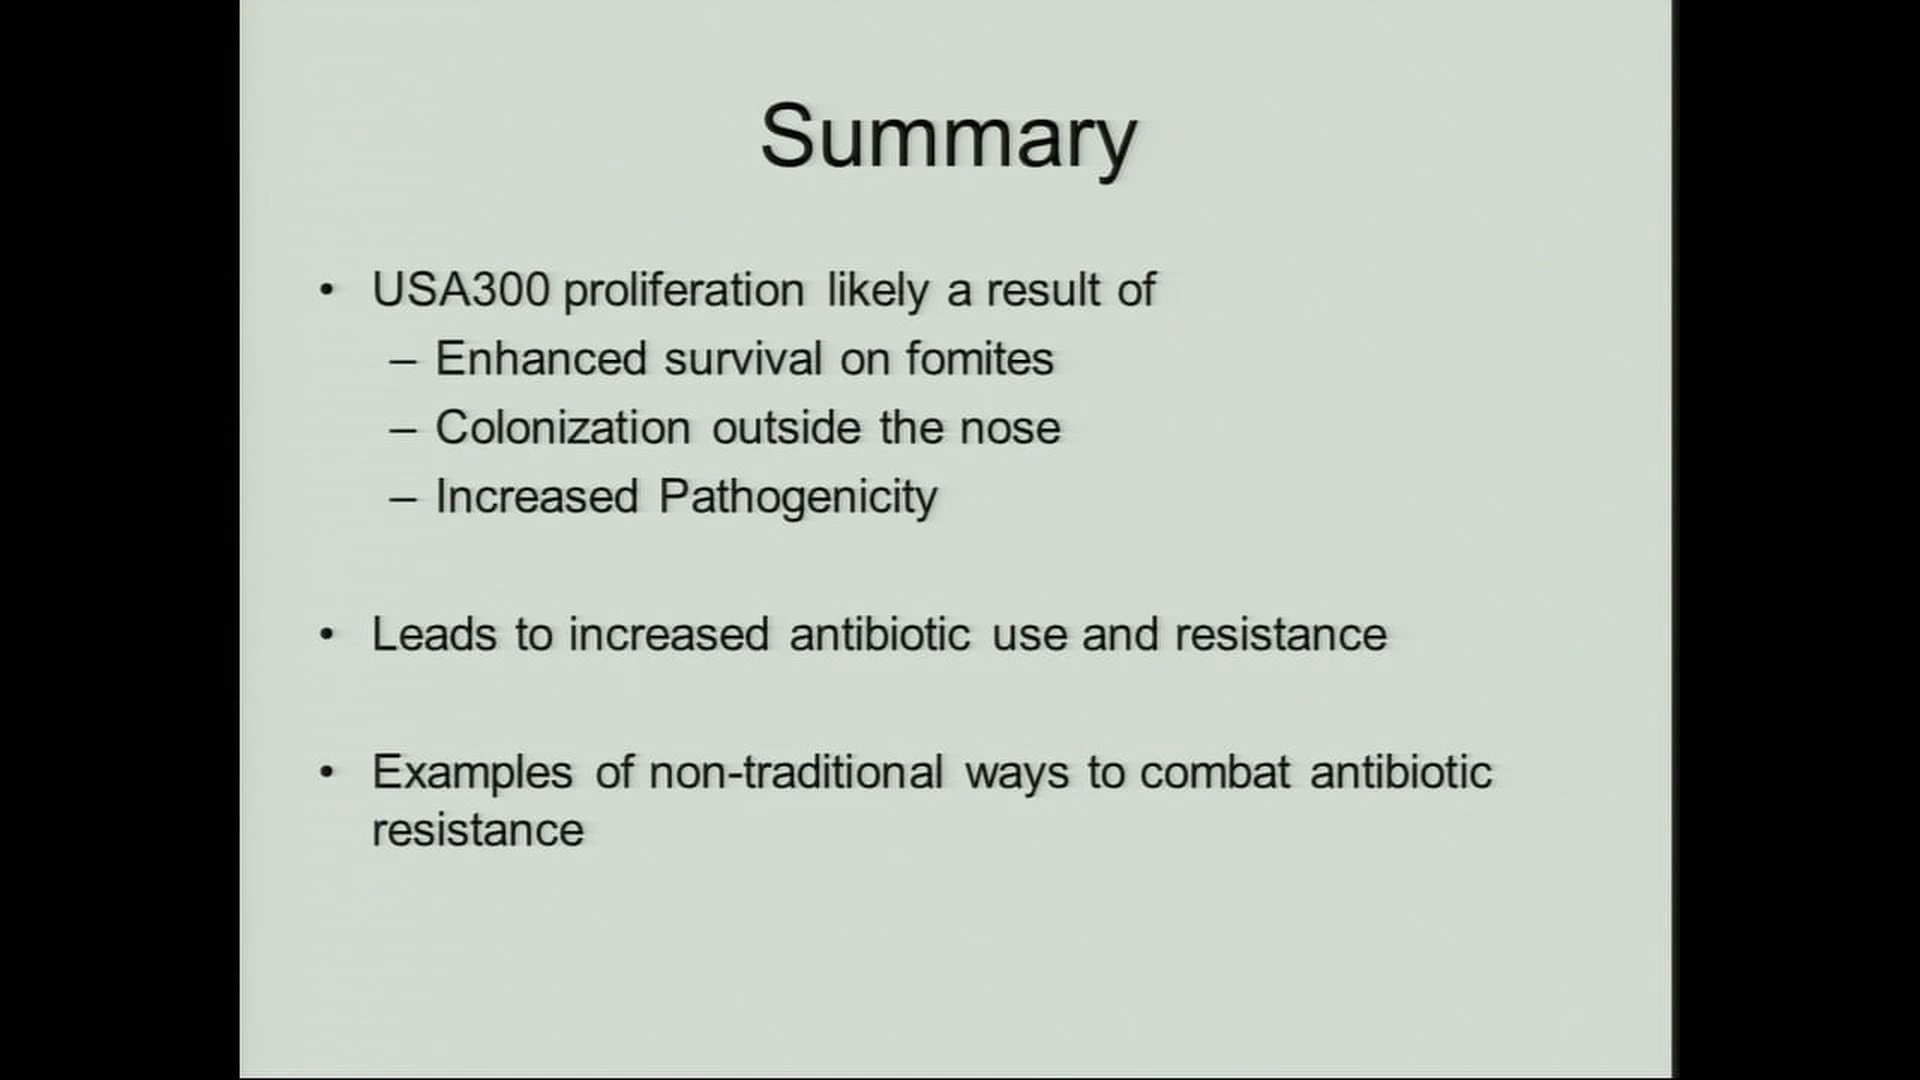 Summary
• USA300 proliferation likely a result of
– Enhanced survival on fomites
– Colonization outside the nose
– Increased Pathogenicity
• Leads to increased antibiotic use and resistance
• Examples of non-traditional ways to combat antibiotic
resistance